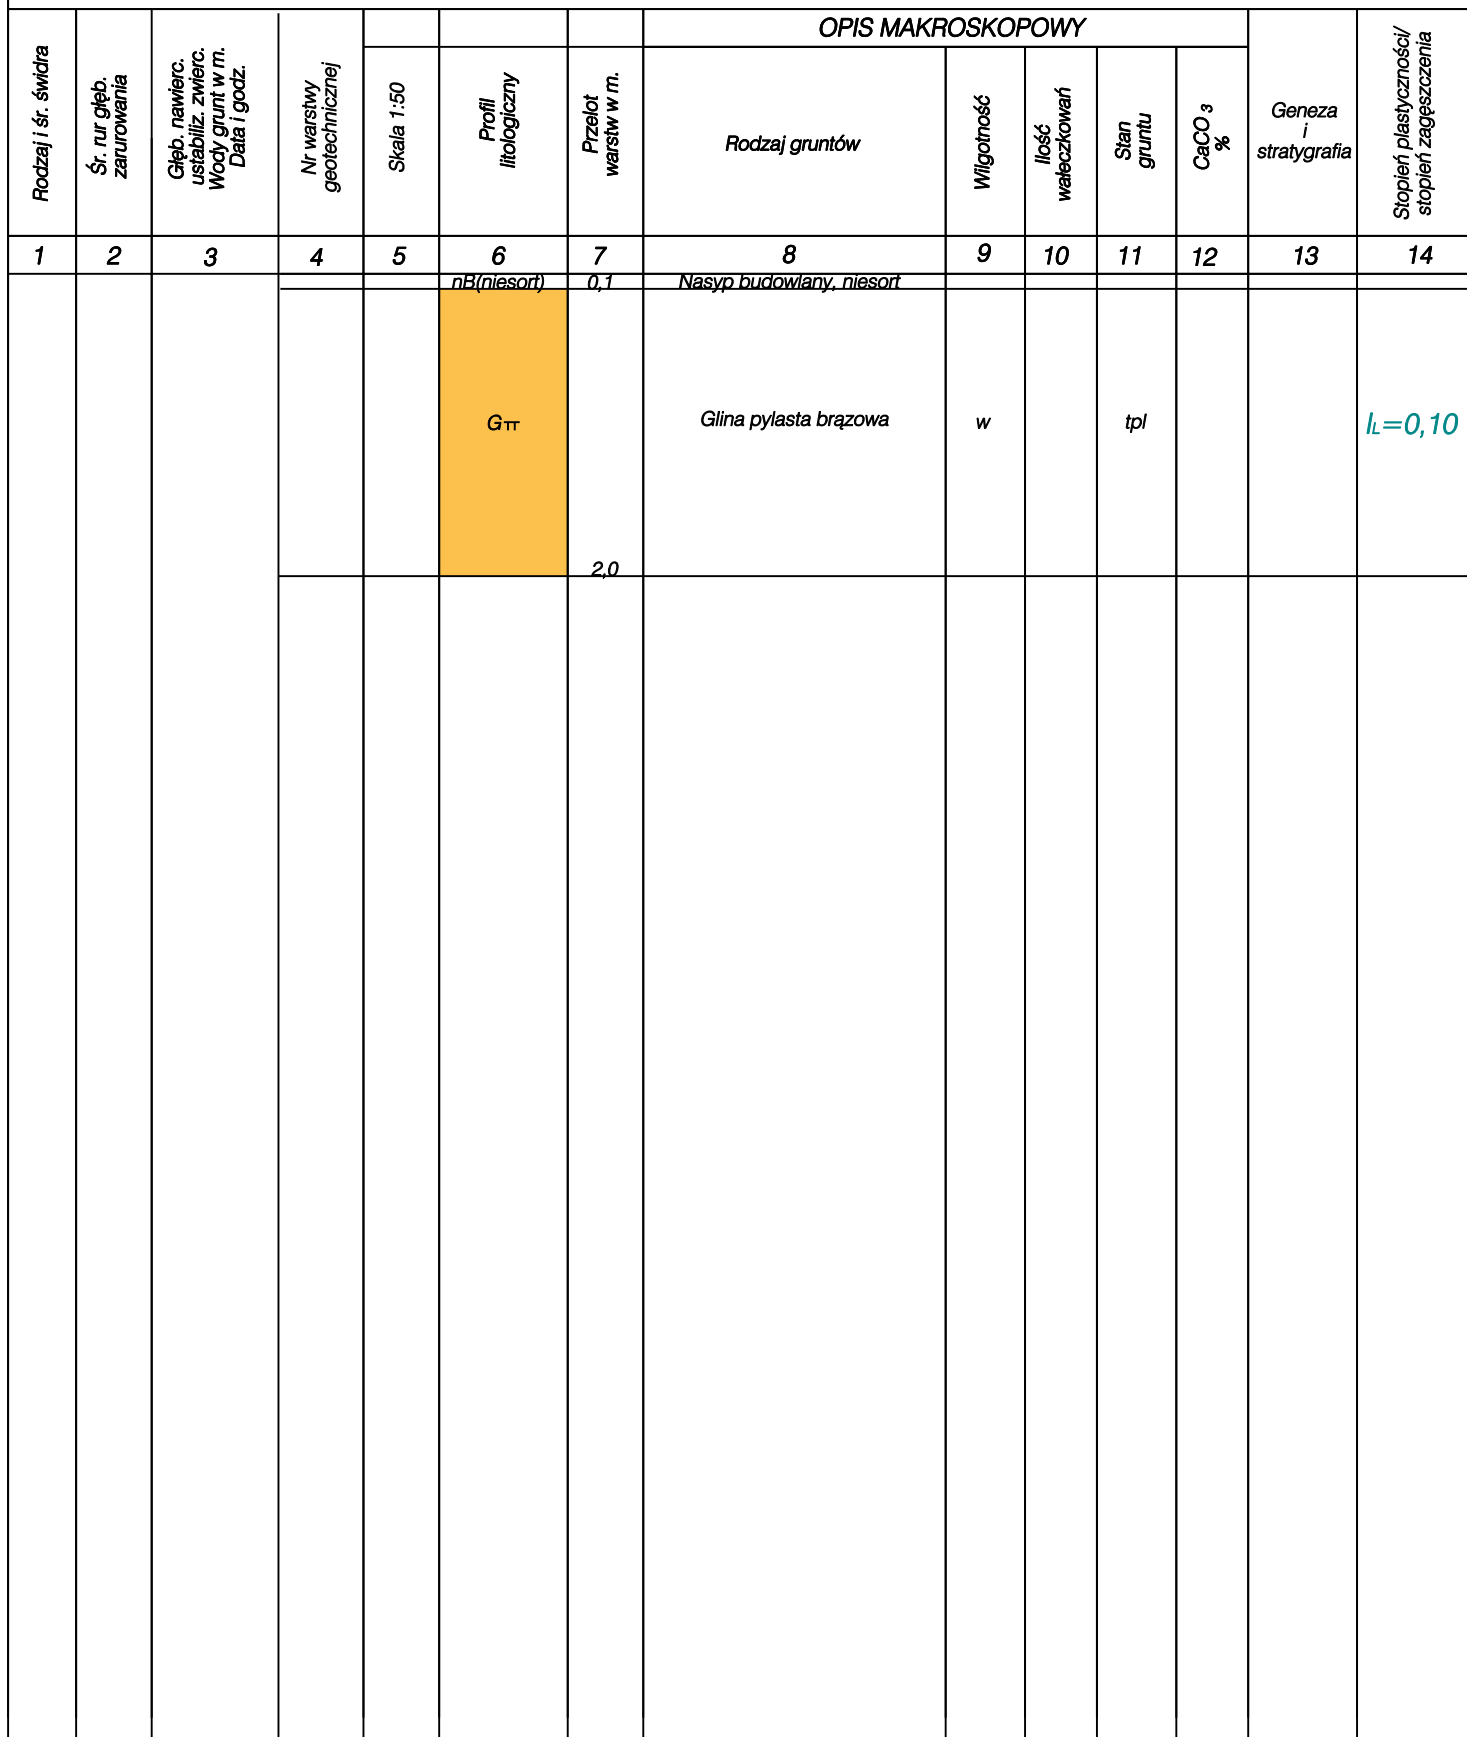 OPIS MAKROSKOPOWY
Rodzaj i śr. świdra
Śr. rur głęb.
zarurowania
Głęb. nawierc.
ustabiliz. zwierc.
Wody grunt w m.
Data i godz.
Nr warstwy
geotechnicznej
Skala 1:50
Profil
litologiczny
Przelot
warstw w m.
Rodzaj gruntów
Wilgotność
Ilość
wałeczkowań
Stan
gruntu
CaCO3
%
Geneza
i
stratygrafia
Stopień plastyczności/
stopień zagęszczenia
1 2 3 4 5 6 7 8 9 10 11 12 13 14
nB(niesort) 0,1 Nasyp budowlany, niesort
Gπ Glina pylasta brązowa w tpl IL=0,10
2,0